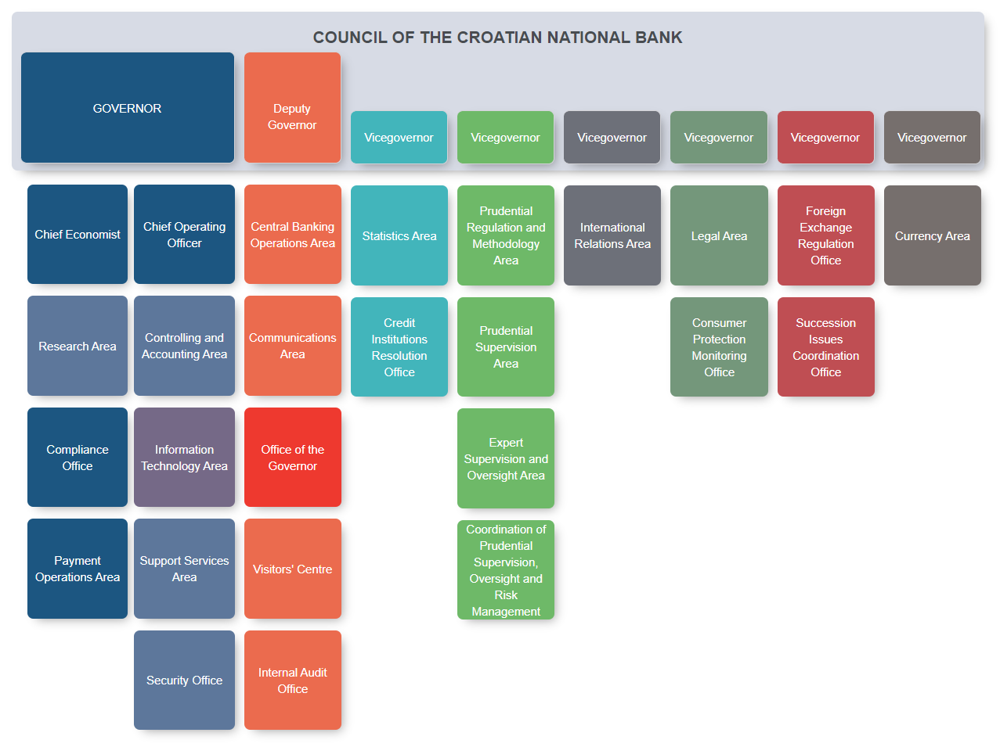 COUNCIL OF THE CROATIAN NATIONAL BANK
GOVERNOR
Deputy
Governor
Vicegovernor
Vicegovernor
Vicegovernor
Vicegovernor
Vicegovernor
Vicegovernor
Chief Economist
Chief Operating
Officer
Central Banking
Operations Area
Statistics Area
Prudential
Regulation and
Methodology
Area
International
Relations Area
Legal Area
Foreign
Exchange
Regulation
Office
Currency Area
Research Area
Controlling and
Accounting Area
Communications
Area
Credit
Institutions
Resolution
Office
Prudential
Supervision
Area
Consumer
Protection
Monitoring
Office
Succession
Issues
Coordination
Office
Compliance
Office
Information
Technology Area
Office of the
Governor
Expert
Supervision and
Oversight Area
Payment
Operations Area
Support Services
Area
Visitors' Centre
Coordination of
Prudential
Supervision,
Oversight and
Risk
Management
Security Office
Internal Audit
Office